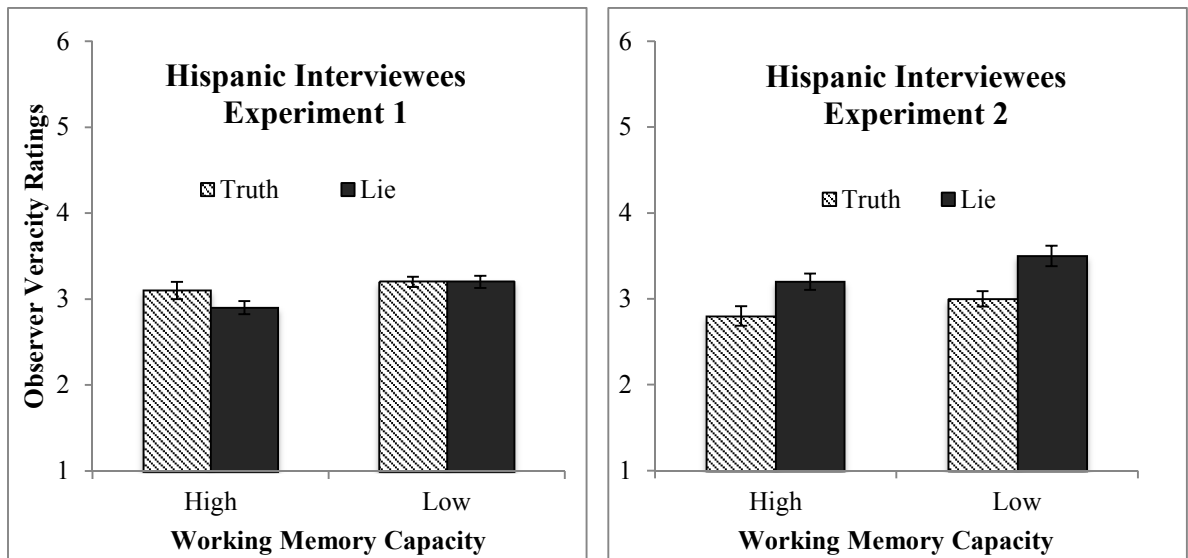 Observer Veracity Ratings
6
5
4
3
2
1
Hispanic Interviewees
Experiment 1
Truth Lie
High Low
Working Memory Capacity
6
5
4
3
2
1
Hispanic Interviewees
Experiment 2
Truth Lie
High Low
Working Memory Capacity